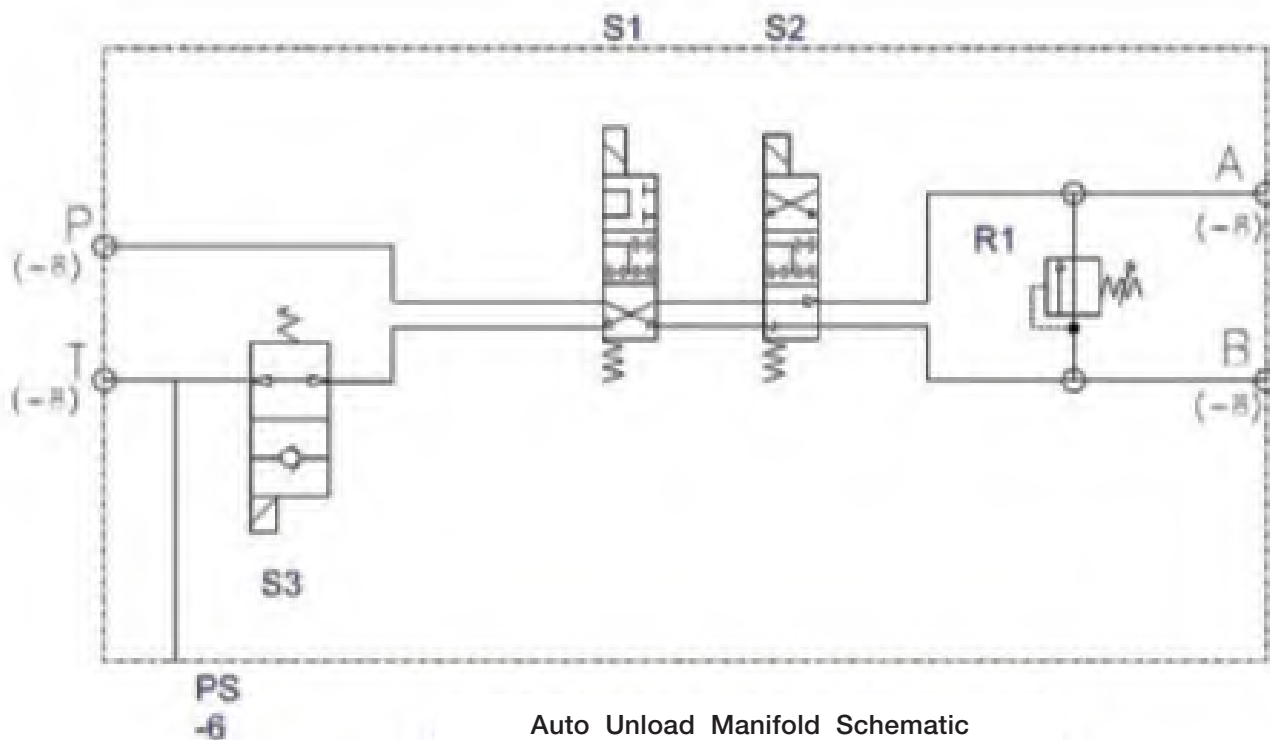 S1 S2
A
P
(-8)
R1
(-8)
T
(-8)
B
(-8)
S3
PS
-6
Auto Unload Manifold Schematic